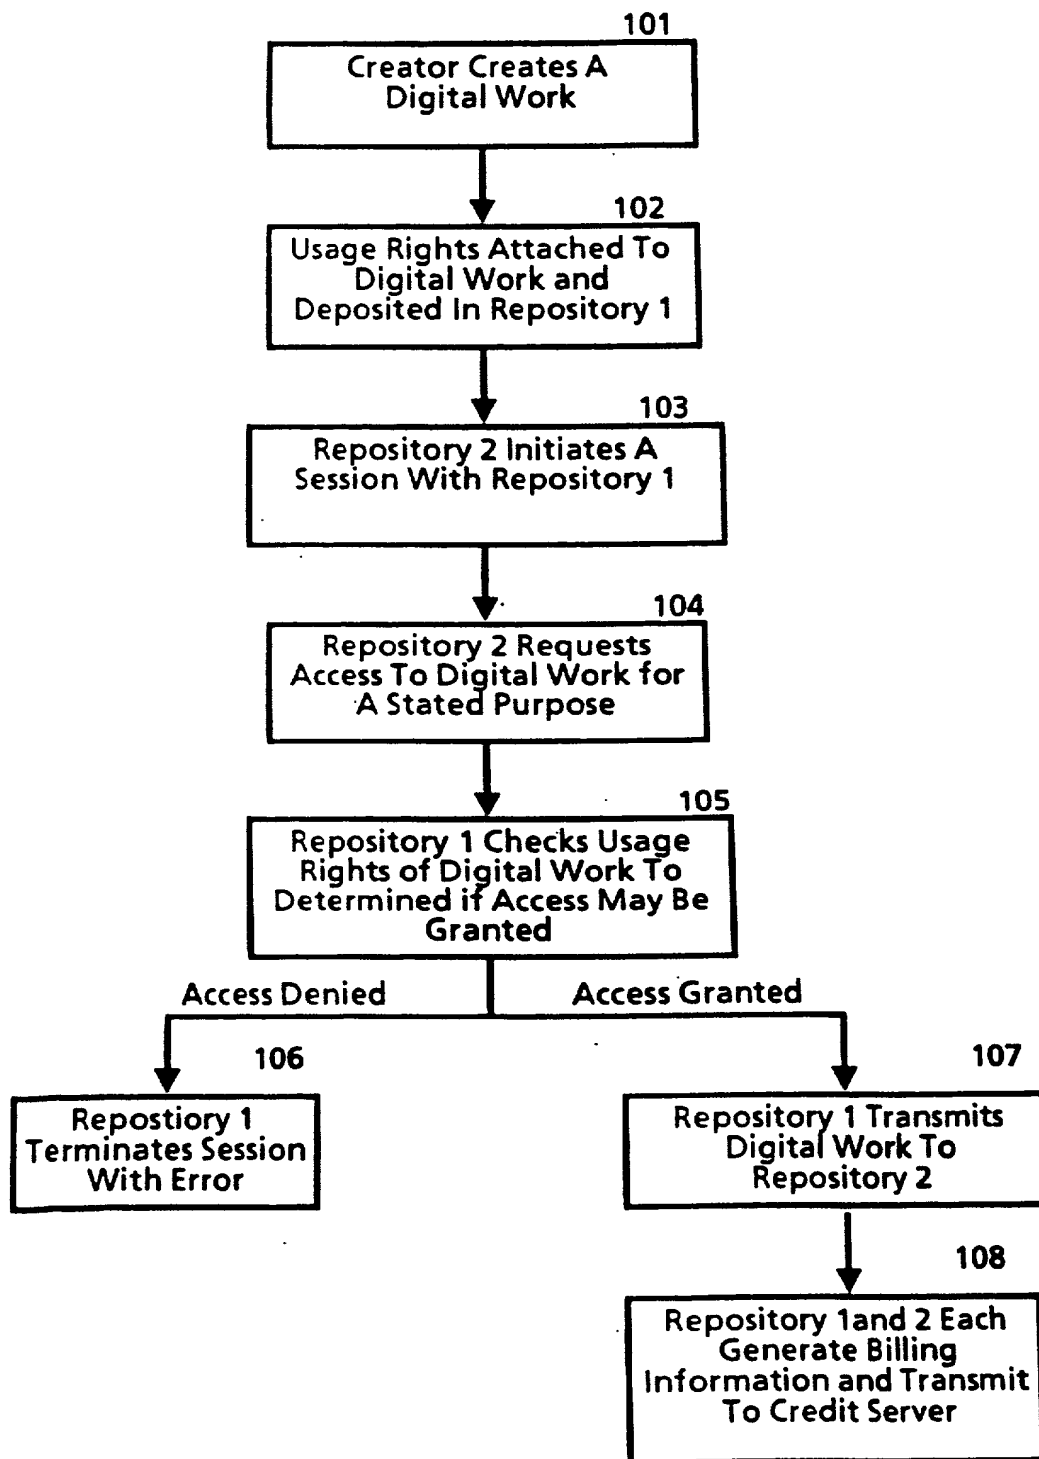 101
Creator Creates A
Digital Work
102
Usage Rights Attached To
Digital Work and
Deposited In Repository 1
103
Repository 2 Initiates A
Session With Repository 1
104
Repository 2 Requests
Access To Digital Work for
A Stated Purpose
105
Repository 1 Checks Usage
Rights of Digital Work To
Determined if Access May Be
Granted
Access Denied
Access Granted
106
Repostiory 1
Terminates Session
With Error
107
Repository 1 Transmits
Digital Work To
Repository 2
108
Repository 1and 2 Each
Generate Billing
Information and Transmit
To Credit Server